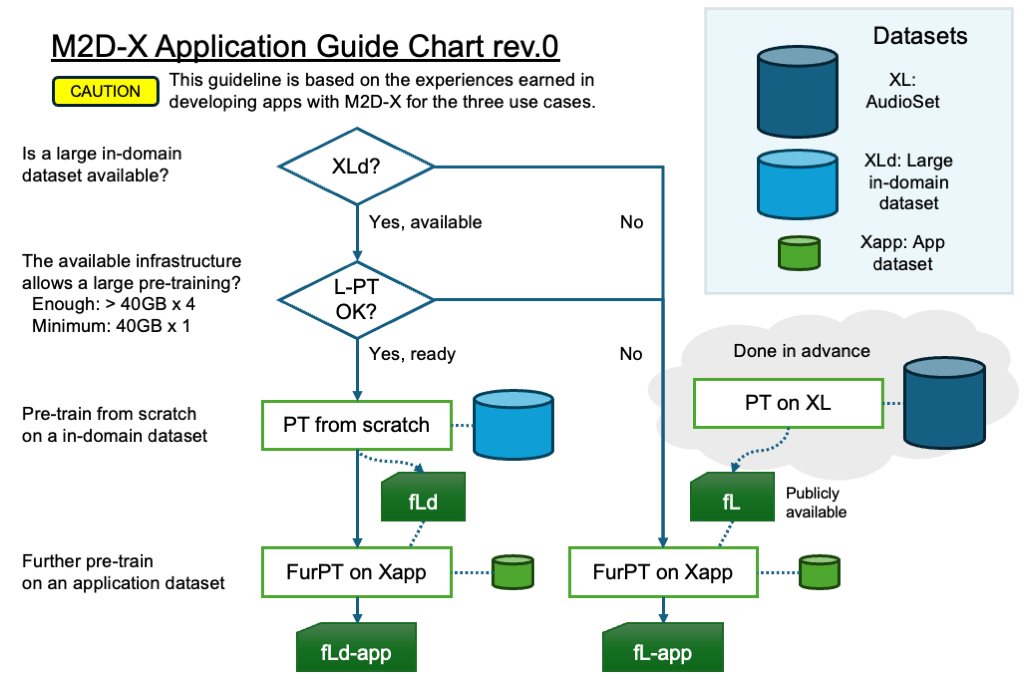 M2D-X Application Guide Chart rev.0
CAUTION
This guideline is based on the experiences earned in
developing apps with M2D-X for the three use cases.
Datasets
XL:
AudioSet
XLd: Large
in-domain
dataset
Xapp: App
dataset
Is a large in-domain
dataset available?
XLd?
Yes, available
No
The available infrastructure
allows a large pre-training?
Enough: > 40GB x 4
Minimum: 40GB x 1
L-PT
OK?
Yes, ready
No
Done in advance
PT on XL
Pre-train from scratch
on a in-domain dataset
PT from scratch
fLd
fL
Publicly
available
Further pre-train
on an application dataset
FurPT on Xapp
FurPT on Xapp
fLd-app
fL-app